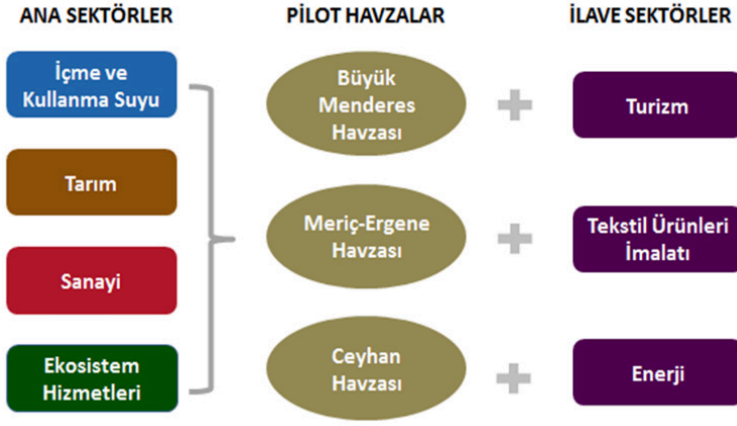 ANA SEKTÖRLER
PİLOT HAVZALAR
İLAVE SEKTÖRLER
İçme ve
Kullanma Suyu
Tarım
Sanayi
Ekosistem
Hizmetleri
Büyük
Menderes
Havzası
Meriç-Ergene
Havzası
Ceyhan
Havzası
Turizm
Tekstil Ürünleri
İmalatı
Enerji